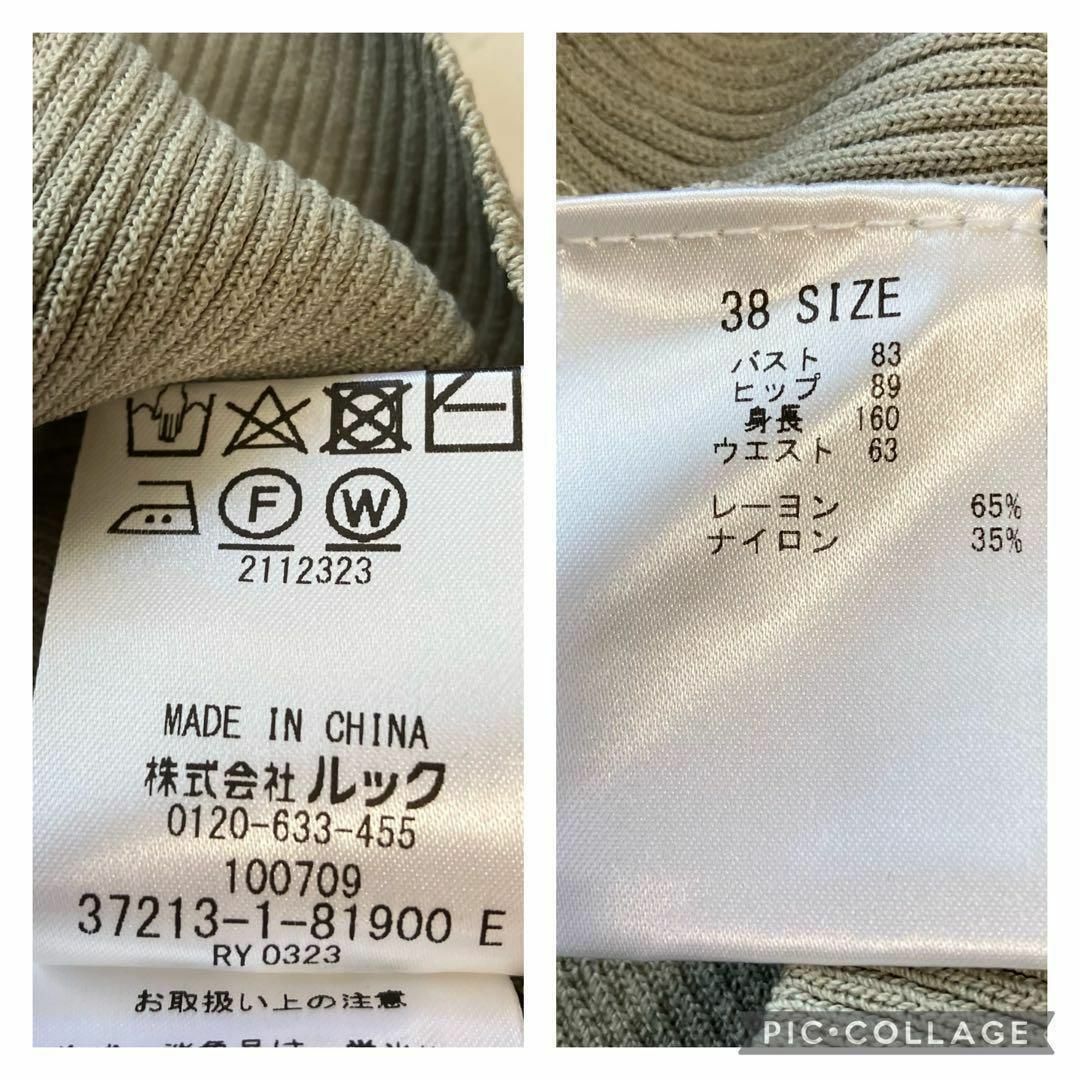 F W
2112323
MADE IN CHINA
株式会社 ルック
0120-633-455
100709
37213-1-81900 E
RY 0323
お取扱い上の注意
38 SIZE
バスト 83
ヒップ 89
身長 160
ウエスト 63
レーヨン 65%
ナイロン 35%
PIC•COLLAGE